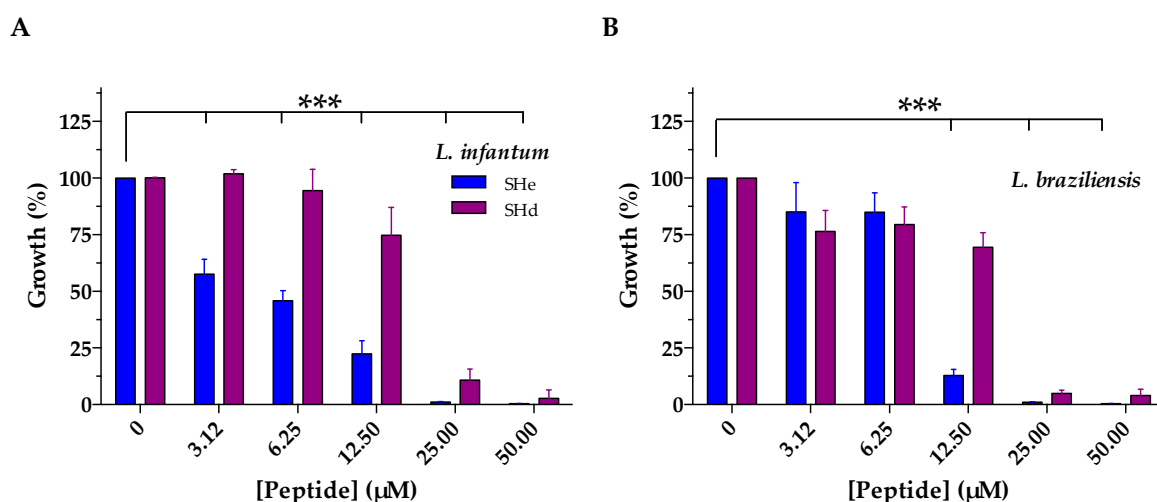 A
***
125
100
75
50
25
0
Growth (%)
L. infantum
SHe
SHd
0
3.12
6.25
12.50
25.00
50.00
[Peptide] (µM)
B
***
125
100
75
50
25
0
Growth (%)
L. braziliensis
0
3.12
6.25
12.50
25.00
50.00
[Peptide] (µM)